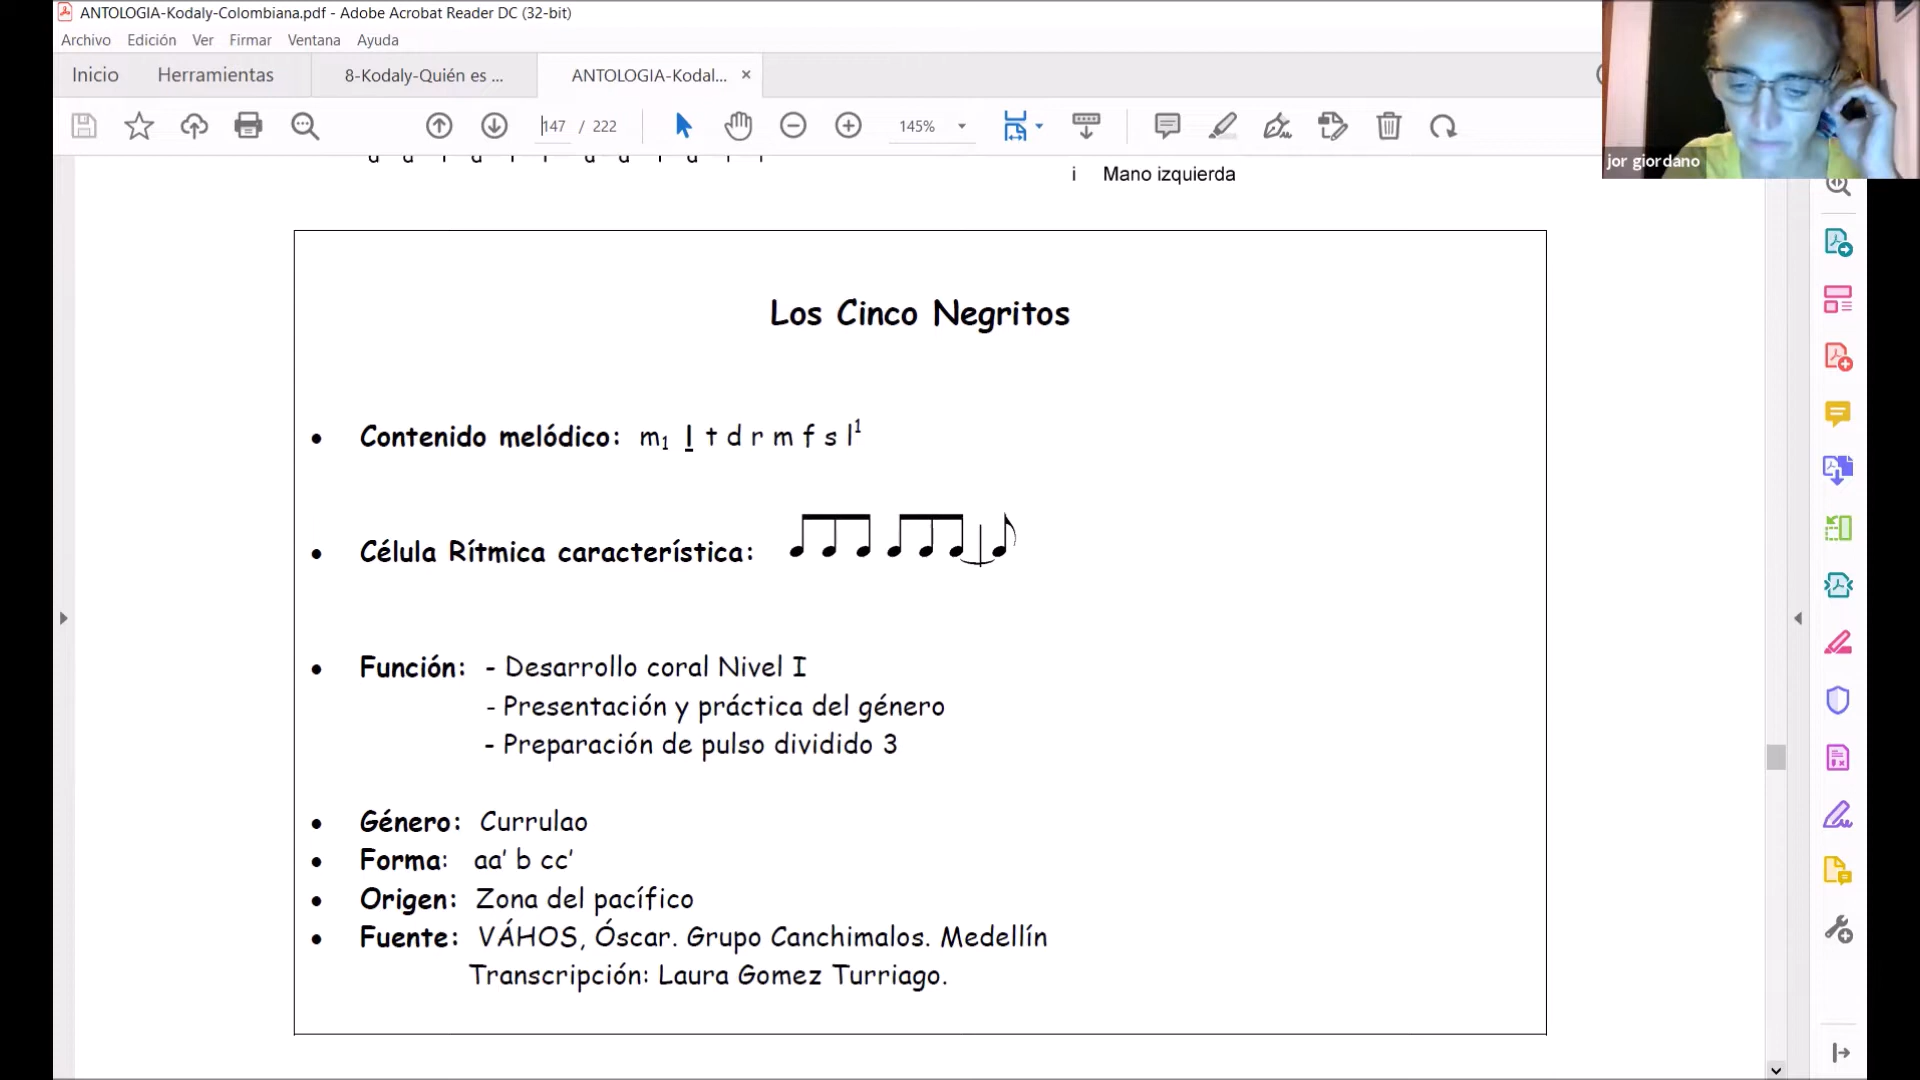 ANTOLOGIA-Kodaly-Colombiana.pdf - Adobe Acrobat Reader DC (32-bit)
Archivo Edición Ver Firmar Ventana Ayuda
Inicio Herramientas 8-Kodaly-Quién es ... ANTOLOGIA-Kodal... ×
147 / 222 145%
jor giordano
i Mano izquierda
Los Cinco Negritos
• Contenido melódico: m₁ l t d r m f s l¹
• Célula Rítmica característica:
• Función: - Desarrollo coral Nivel I
- Presentación y práctica del género
- Preparación de pulso dividido 3
• Género: Currulao
• Forma: aa' b cc'
• Origen: Zona del pacífico
• Fuente: VÁHOS, Óscar. Grupo Canchimalos. Medellín
Transcripción: Laura Gomez Turriago.